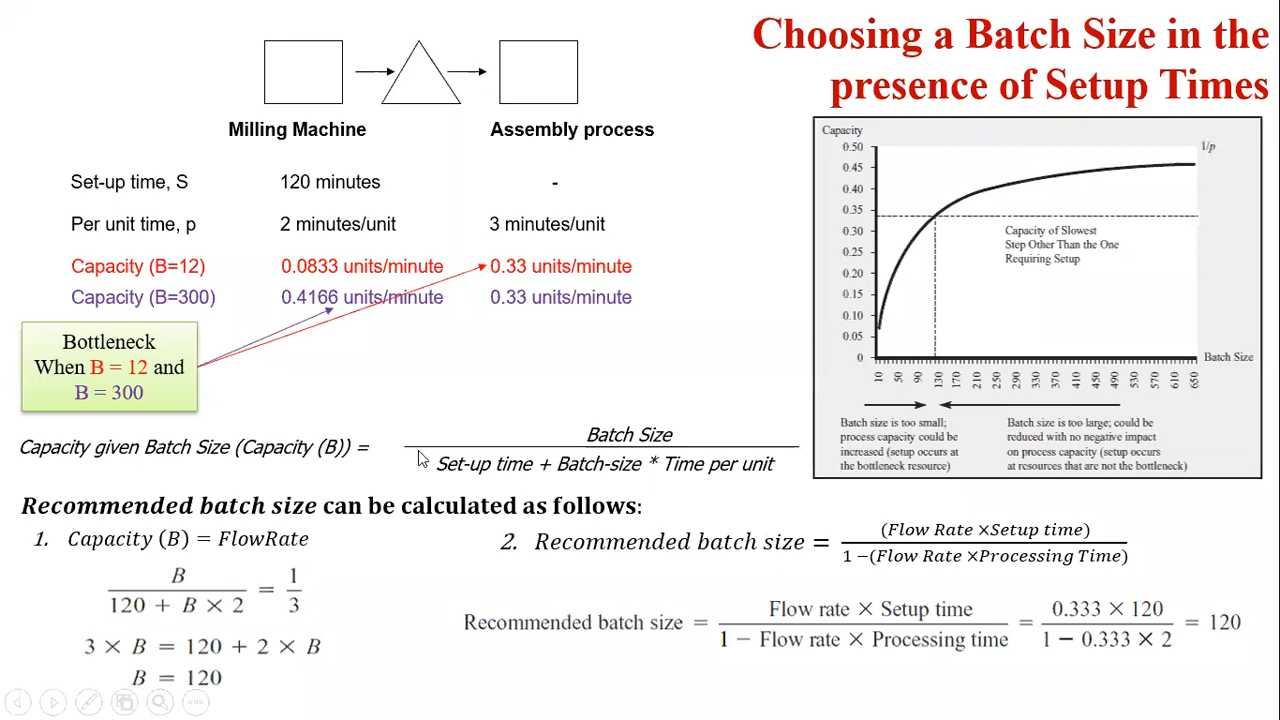 Choosing a Batch Size in the
presence of Setup Times
Milling Machine Assembly process
Set-up time, S 120 minutes -
Per unit time, p 2 minutes/unit 3 minutes/unit
Capacity (B=12) 0.0833 units/minute 0.33 units/minute
Capacity (B=300) 0.4166 units/minute 0.33 units/minute
Bottleneck
When B = 12 and
B = 300
Capacity
0.50
0.45
0.40
0.35
0.30
0.25
0.20
0.15
0.10
0.05
0
1/p
Capacity of Slowest
Step Other Than the One
Requiring Setup
Batch Size
10 50 90 130 170 210 250 290 330 370 410 450 490 530 570 610 650
Batch size is too small;
process capacity could be
increased (setup occurs at
the bottleneck resource)
Batch size is too large; could be
reduced with no negative impact
on process capacity (setup occurs
at resources that are not the bottleneck)
Capacity given Batch Size (Capacity (B)) =
Batch Size
Set-up time + Batch-size * Time per unit
Recommended batch size can be calculated as follows:
1. Capacity (B) = FlowRate
B
120 + B × 2
=
1
3
3 × B = 120 + 2 × B
B = 120
2. Recommended batch size =
(Flow Rate ×Setup time)
1 −(Flow Rate ×Processing Time)
Recommended batch size =
Flow rate × Setup time
1 − Flow rate × Processing time
=
0.333 × 120
1 − 0.333 × 2
= 120